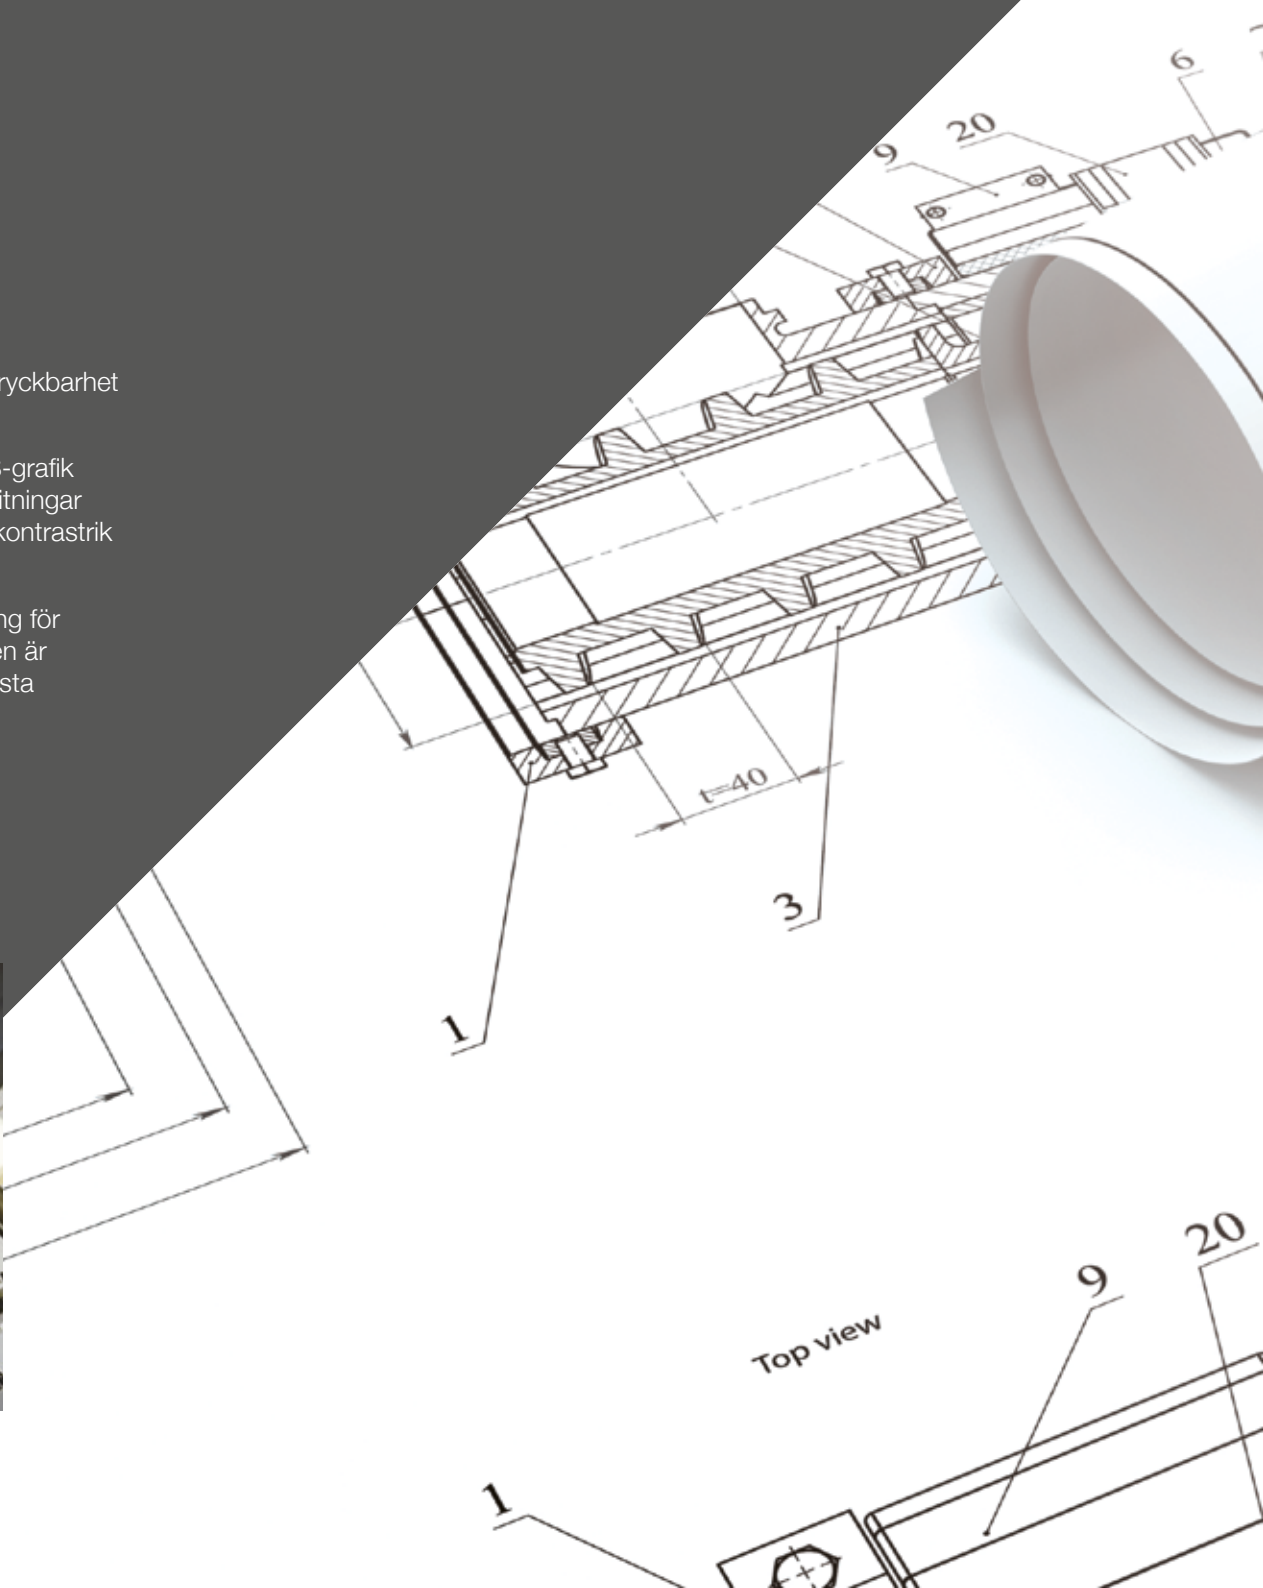 6
20
9
ryckbarhet
-grafik
itningar
kontrastrik
ng för
en är
sta
t=40
3
1
20
9
Top view
1